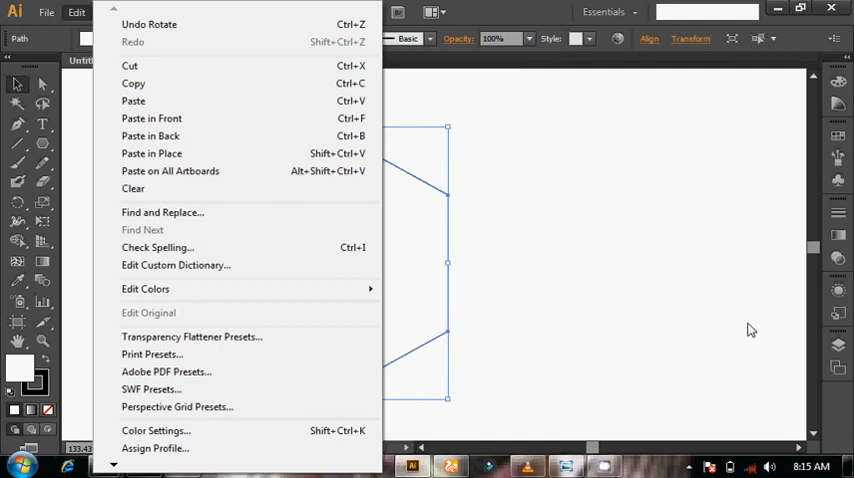 Ai
File
Edit
Br
Essentials
Path
Basic
Opacity:
100%
Style:
Align
Transform
Undo Rotate Ctrl+Z
Redo Shift+Ctrl+Z
Cut Ctrl+X
Copy Ctrl+C
Paste Ctrl+V
Paste in Front Ctrl+F
Paste in Back Ctrl+B
Paste in Place Shift+Ctrl+V
Paste on All Artboards Alt+Shift+Ctrl+V
Clear
Find and Replace...
Find Next
Check Spelling... Ctrl+I
Edit Custom Dictionary...
Edit Colors
Edit Original
Transparency Flattener Presets...
Print Presets...
Adobe PDF Presets...
SWF Presets...
Perspective Grid Presets...
Color Settings... Shift+Ctrl+K
Assign Profile...
Ai
8:15 AM